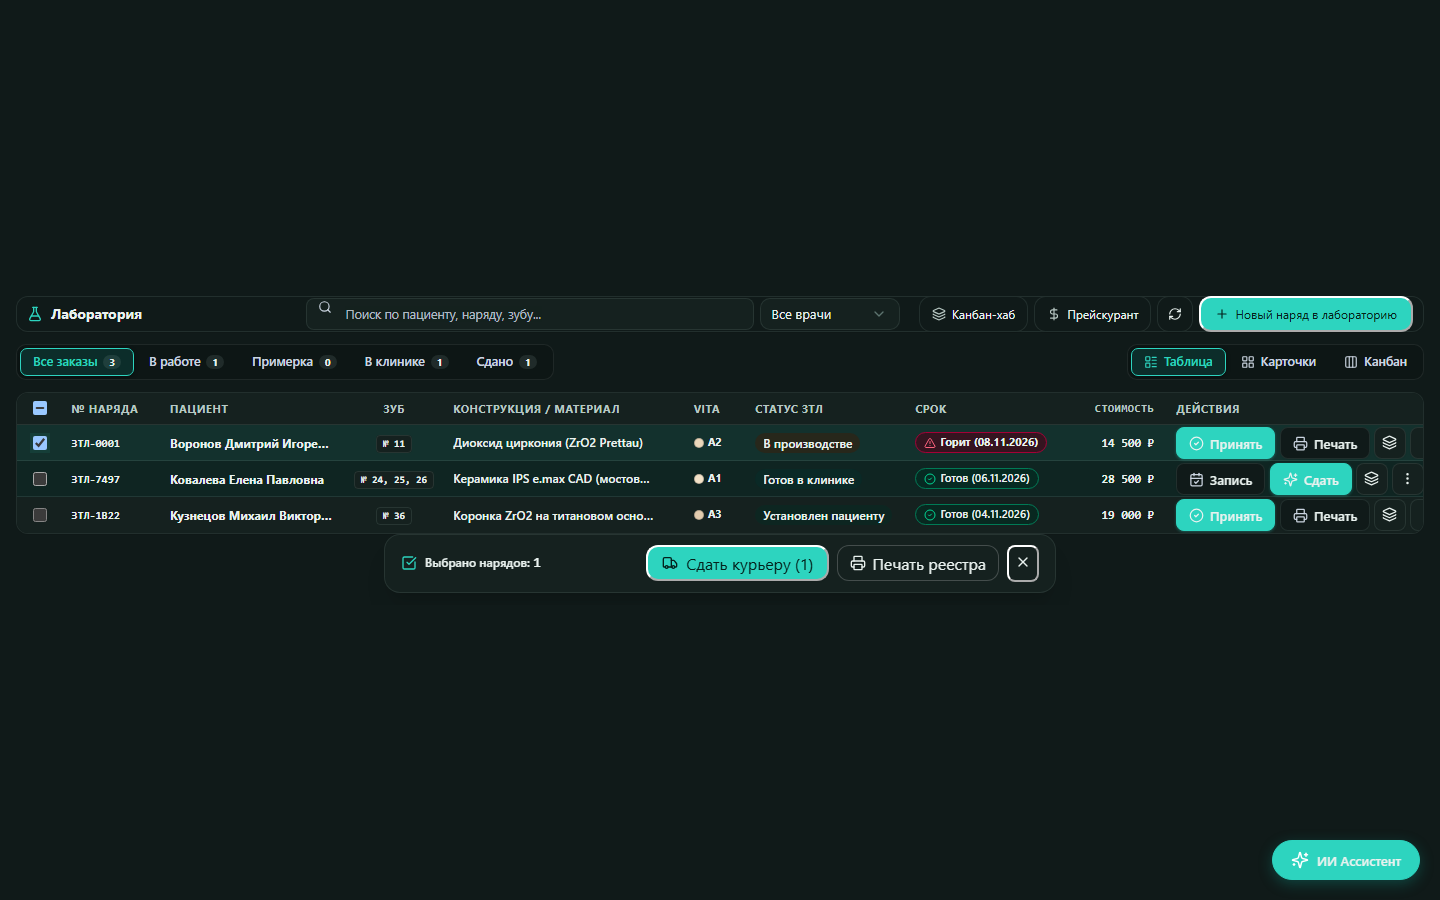 Лаборатория
Поиск по пациенту, наряду, зубу...
Все врачи
Канбан-хаб
Прейскурант
Новый наряд в лабораторию
Все заказы 3
В работе 1
Примерка 0
В клинике 1
Сдано 1
Таблица
Карточки
Канбан
№ НАРЯДА ПАЦИЕНТ ЗУБ КОНСТРУКЦИЯ / МАТЕРИАЛ VITA СТАТУС ЗТЛ СРОК СТОИМОСТЬ ДЕЙСТВИЯ
ЗТЛ-0001 Воронов Дмитрий Игоре... № 11 Диоксид циркония (ZrO2 Prettau) A2 В производстве Горит (08.11.2026) 14 500 ₽ Принять Печать
ЗТЛ-7497 Ковалева Елена Павловна № 24, 25, 26 Керамика IPS e.max CAD (мостов... A1 Готов в клинике Готов (06.11.2026) 28 500 ₽ Запись Сдать
ЗТЛ-1B22 Кузнецов Михаил Виктор... № 36 Коронка ZrO2 на титановом осно... A3 Установлен пациенту Готов (04.11.2026) 19 000 ₽ Принять Печать
Выбрано нарядов: 1
Сдать курьеру (1)
Печать реестра
ИИ Ассистент